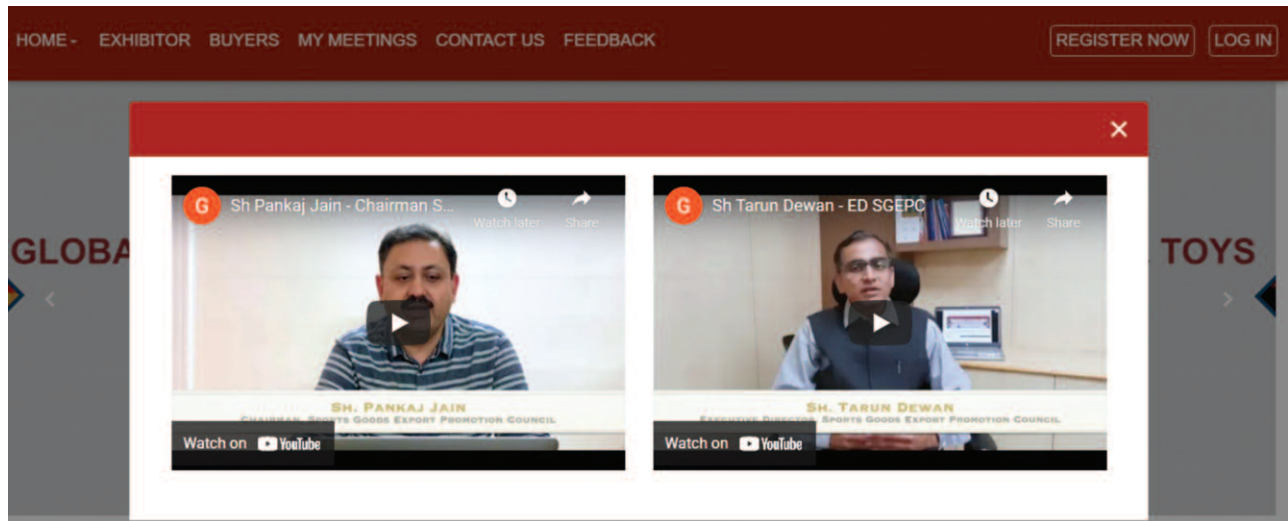 HOME- EXHIBITOR BUYERS MY MEETINGS CONTACT US FEEDBACK REGISTER NOW LOG IN
×
G Sh Pankaj Jain - Chairman S...
Watch later Share
G Sh Tarun Dewan - ED SGEPC
Watch later Share
GLOBA
TOYS
SH. PANKAJ JAIN
CHAIRMAN, SPORTS GOODS EXPORT PROMOTION COUNCIL
Watch on YouTube
SH. TARUN DEWAN
EXECUTIVE DIRECTOR, SPORTS GOODS EXPORT PROMOTION COUNCIL
Watch on YouTube